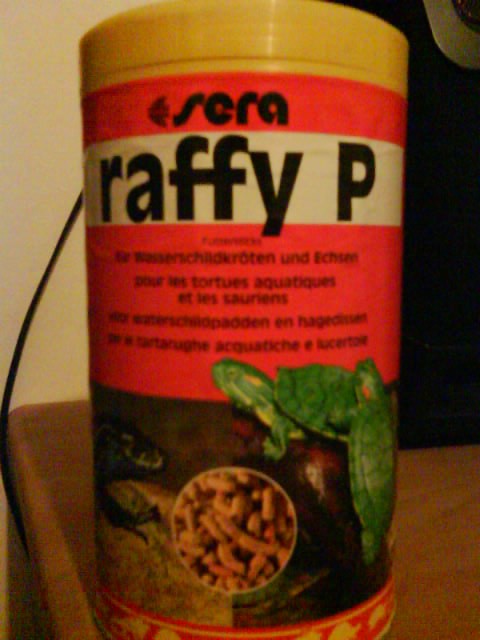 sera
raffy P
für Wasserschildkröten und Echsen
pour les tortues aquatiques
et les sauriens
voor waterschildpadden en hagedissen
per le tartarughe acquatiche e lucertole